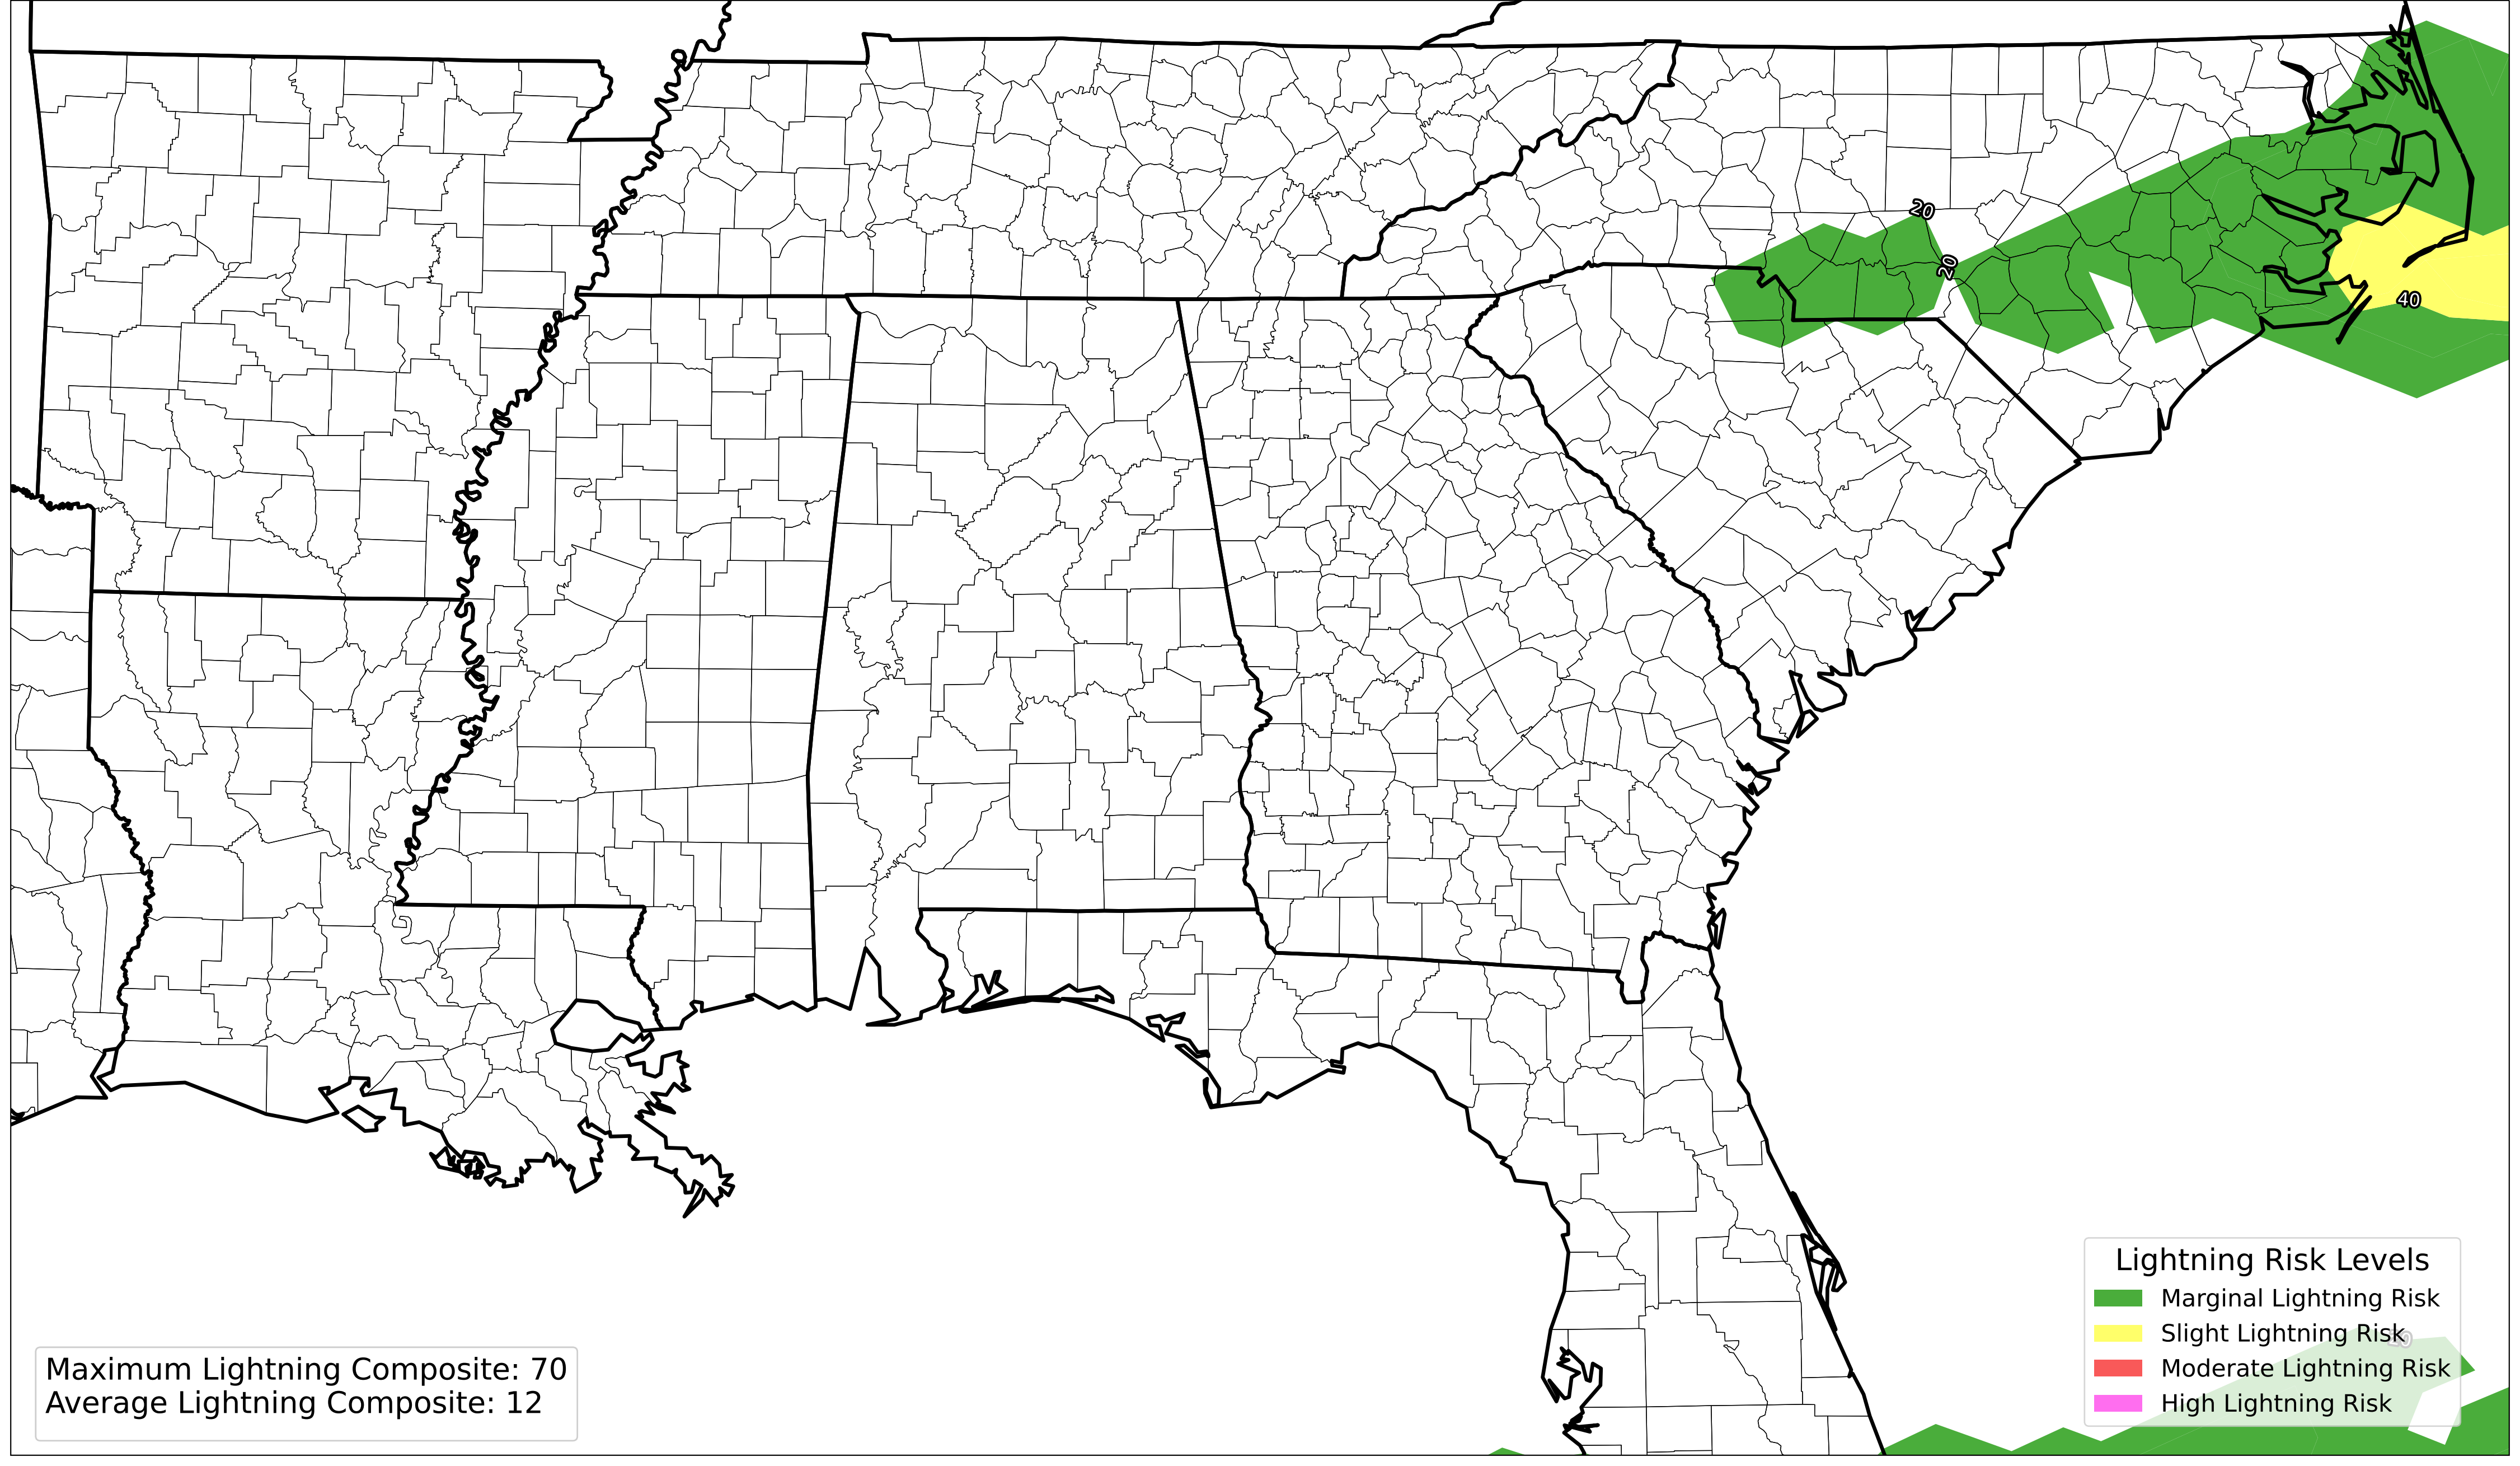 20
20
40
Lightning Risk Levels
Marginal Lightning Risk
Slight Lightning Risk
Moderate Lightning Risk
High Lightning Risk
Maximum Lightning Composite: 70
Average Lightning Composite: 12